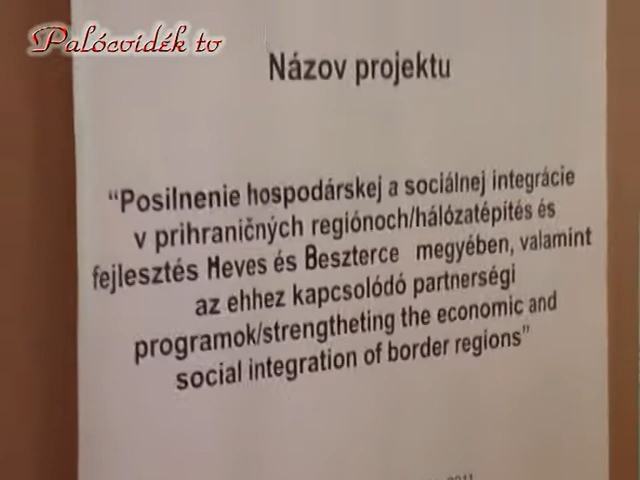 Palócvidék tv
Názov projektu
“Posilnenie hospodárskej a sociálnej integrácie
v prihraničných regiónoch/hálózatépítés és
fejlesztés Heves és Beszterce megyében, valamint
az ehhez kapcsolódó partnerségi
programok/strengtheting the economic and
social integration of border regions”
2011